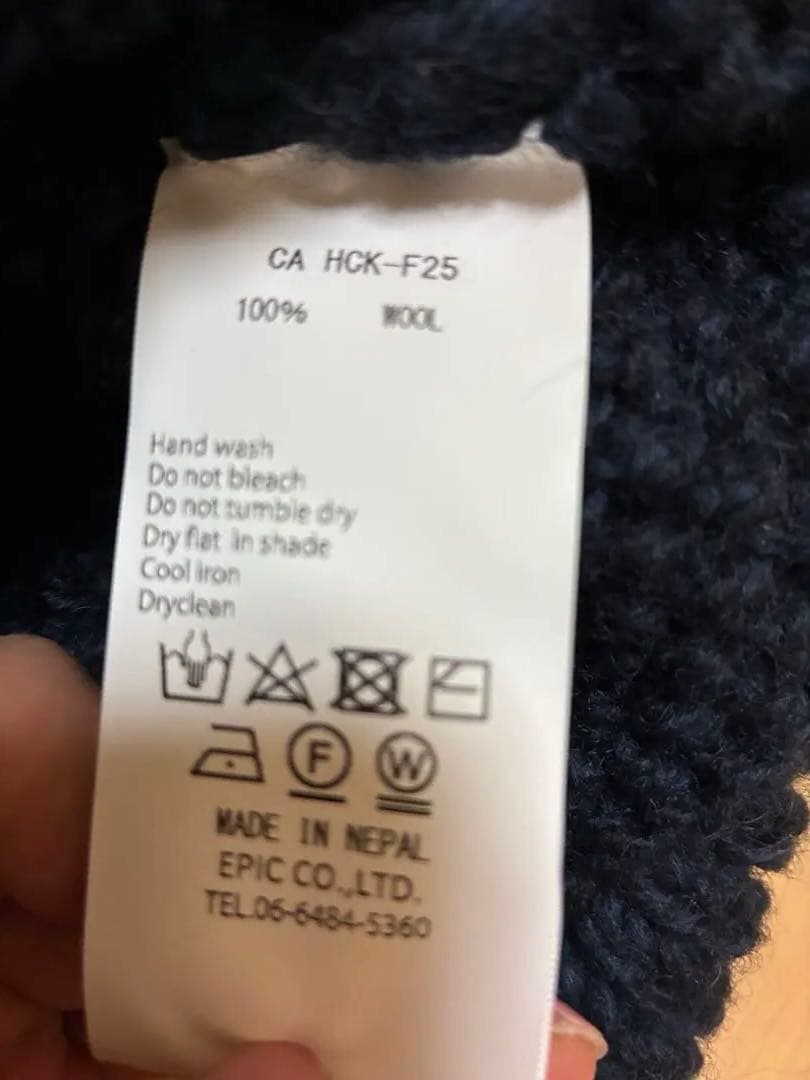 CA HCK-F25
100% WOOL
Hand wash
Do not bleach
Do not tumble dry
Dry flat in shade
Cool iron
Dryclean
F W
MADE IN NEPAL
EPIC CO.,LTD.
TEL.06-6484-5360